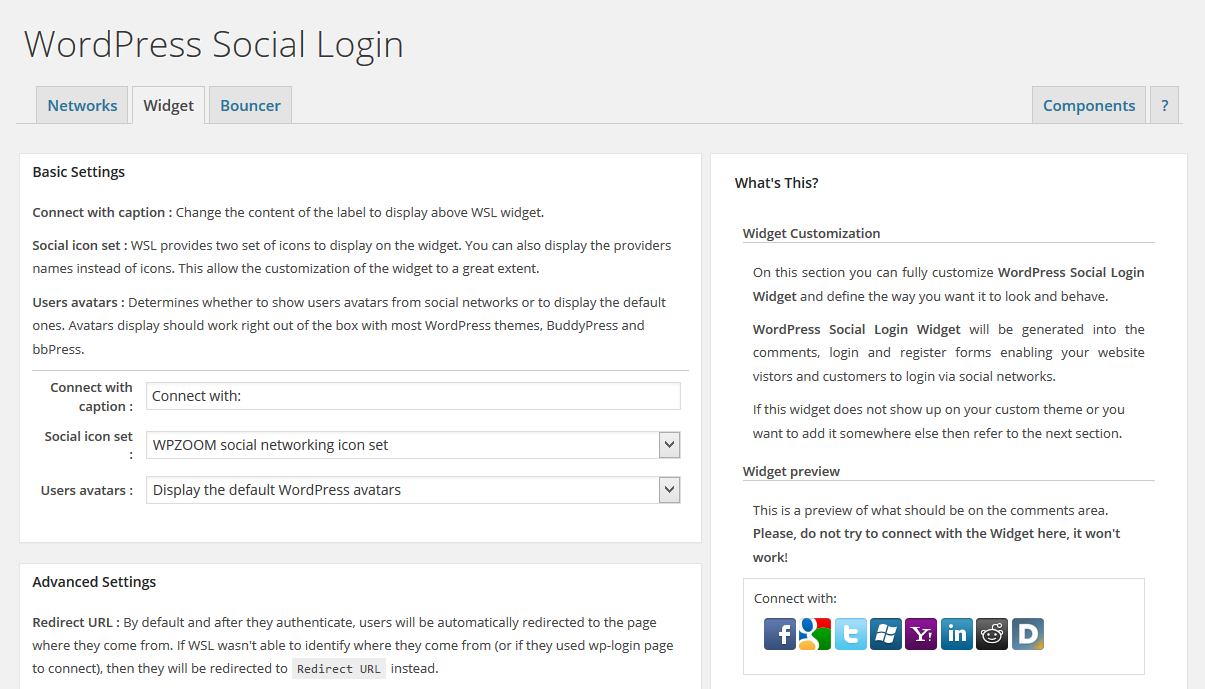 WordPress Social Login
Networks
Widget
Bouncer
Components
?
Basic Settings
Connect with caption : Change the content of the label to display above WSL widget.
Social icon set : WSL provides two set of icons to display on the widget. You can also display the providers
names instead of icons. This allow the customization of the widget to a great extent.
Users avatars : Determines whether to show users avatars from social networks or to display the default
ones. Avatars display should work right out of the box with most WordPress themes, BuddyPress and
bbPress.
Connect with
caption :
Connect with:
Social icon set
:
WPZOOM social networking icon set
Users avatars :
Display the default WordPress avatars
Advanced Settings
Redirect URL : By default and after they authenticate, users will be automatically redirected to the page
where they come from. If WSL wasn't able to identify where they come from (or if they used wp-login page
to connect), then they will be redirected to Redirect URL instead.
What's This?
Widget Customization
On this section you can fully customize WordPress Social Login
Widget and define the way you want it to look and behave.
WordPress Social Login Widget will be generated into the
comments, login and register forms enabling your website
vistors and customers to login via social networks.
If this widget does not show up on your custom theme or you
want to add it somewhere else then refer to the next section.
Widget preview
This is a preview of what should be on the comments area.
Please, do not try to connect with the Widget here, it won't
work!
Connect with:
f g t Y! in D